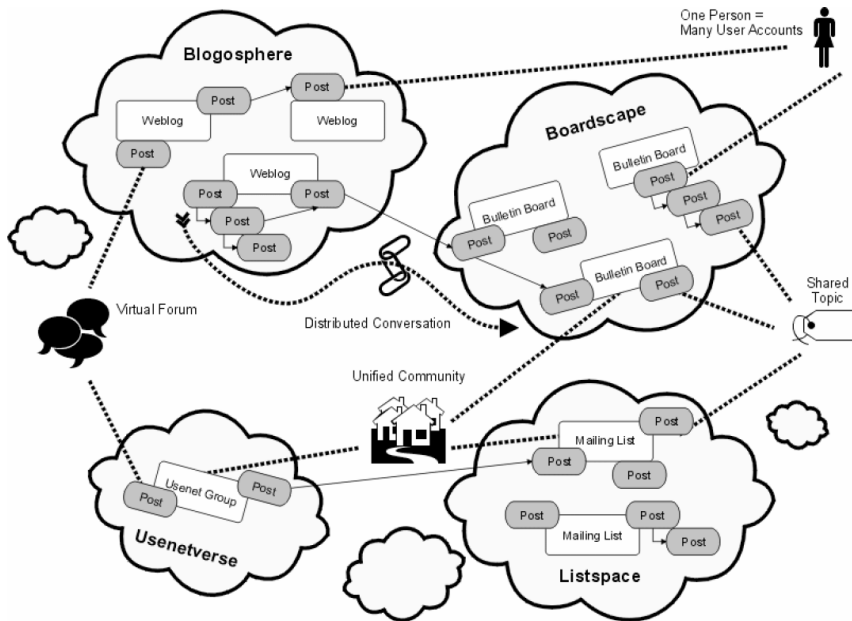 One Person =
Many User Accounts
Blogosphere
Post
Post
Weblog
Weblog
Post
Weblog
Post
Post
Post
Post
Boardscape
Bulletin Board
Post
Post
Post
Bulletin Board
Post
Post
Bulletin Board
Post
Post
Virtual Forum
Distributed Conversation
Shared
Topic
Unified Community
Usenet Group
Post
Post
Usenetverse
Post
Mailing List
Post
Post
Post
Post
Mailing List
Post
Listspace